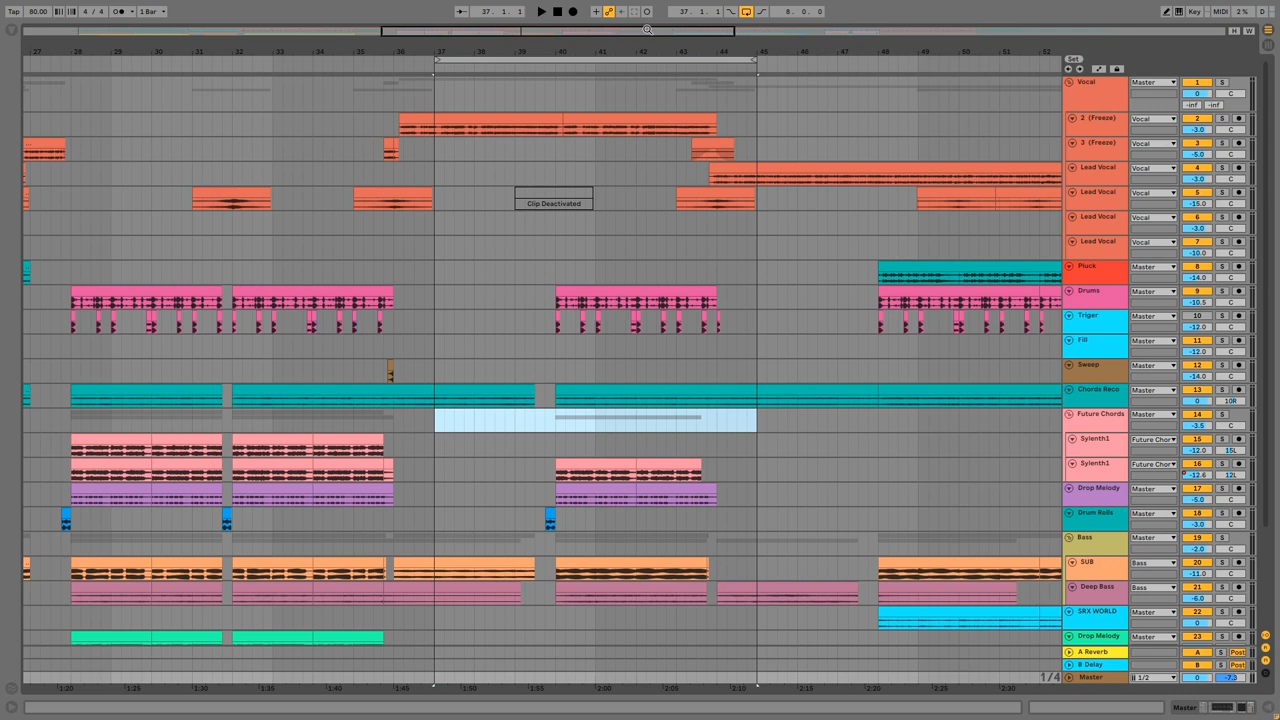 Tap 80.00 4 / 4 1 Bar 37. 1. 1 37. 1. 1 8. 0. 0 Key MIDI 2 % D
H W
27 28 29 30 31 32 33 34 35 36 37 38 39 40 41 42 43 44 45 46 47 48 49 50 51 52
Set
Vocal Master 1 S
0 C
-inf -inf
2 (Freeze) Vocal 2 S
-3.0 C
3 (Freeze) Vocal 3 S
-5.0 C
Lead Vocal Vocal 4 S
-3.0 C
Lead Vocal Vocal 5 S
Clip Deactivated -15.0 C
Lead Vocal Vocal 6 S
-3.0 C
Lead Vocal Vocal 7 S
-10.0 C
Pluck Master 8 S
-14.0 C
Drums Master 9 S
-10.5 C
Triger Master 10 S
-12.0 C
Fill Master 11 S
-12.0 C
Sweep Master 12 S
-14.0 C
Chords Reco Master 13 S
0 10R
Future Chords Master 14 S
-3.5 C
Sylenth1 Future Chor 15 S
-12.0 15L
Sylenth1 Future Chor 16 S
-12.6 12L
Drop Melody Master 17 S
-5.0 C
Drum Rolls Master 18 S
-3.0 C
Bass Master 19 S
-2.0 C
SUB Bass 20 S
-11.0 C
Deep Bass Bass 21 S
-6.0 C
SRX WORLD Master 22 S
0 C
Drop Melody Master 23 S
A Reverb A S Post
B Delay B S Post
1/4 Master 1/2 0 -7.3
1:20 1:25 1:30 1:35 1:40 1:45 1:50 1:55 2:00 2:05 2:10 2:15 2:20 2:25 2:30
Master